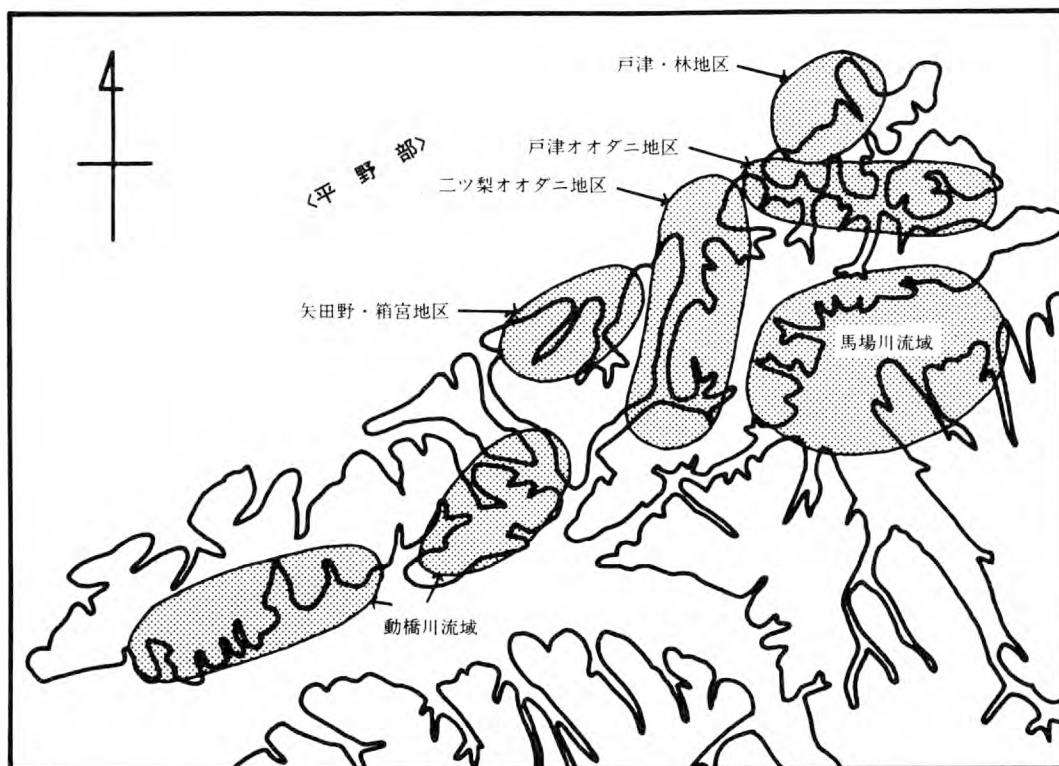 戸津・林地区
戸津オオダニ地区
〈平野部〉
二ツ梨オオダニ地区
矢田野・箱宮地区
馬場川流域
動橋川流域